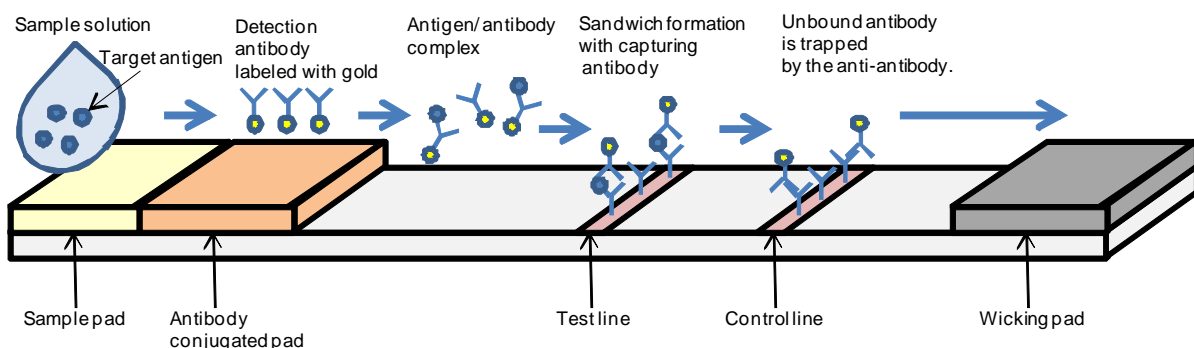 Sample solution
Target antigen
Detection
antibody
labeled with gold
Antigen/ antibody
complex
Sandwich formation
with capturing
antibody
Unbound antibody
is trapped
by the anti-antibody.
Sample pad
Antibody
conjugated pad
Test line
Control line
Wicking pad